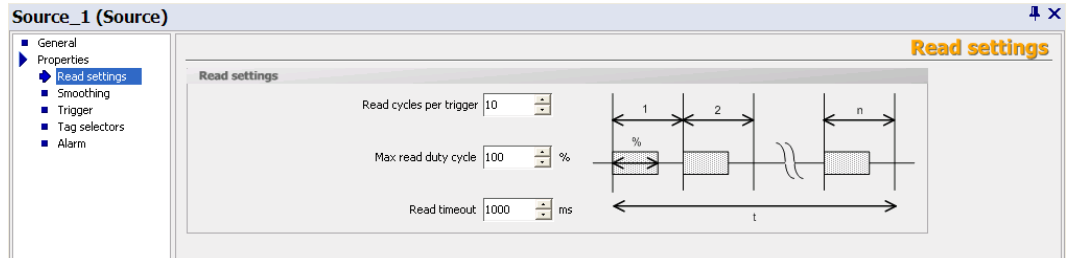 Source_1 (Source)
General
Properties
Read settings
Smoothing
Trigger
Tag selectors
Alarm
Read settings
Read settings
Read cycles per trigger 10
Max read duty cycle 100 %
Read timeout 1000 ms
1 2 n
%
t